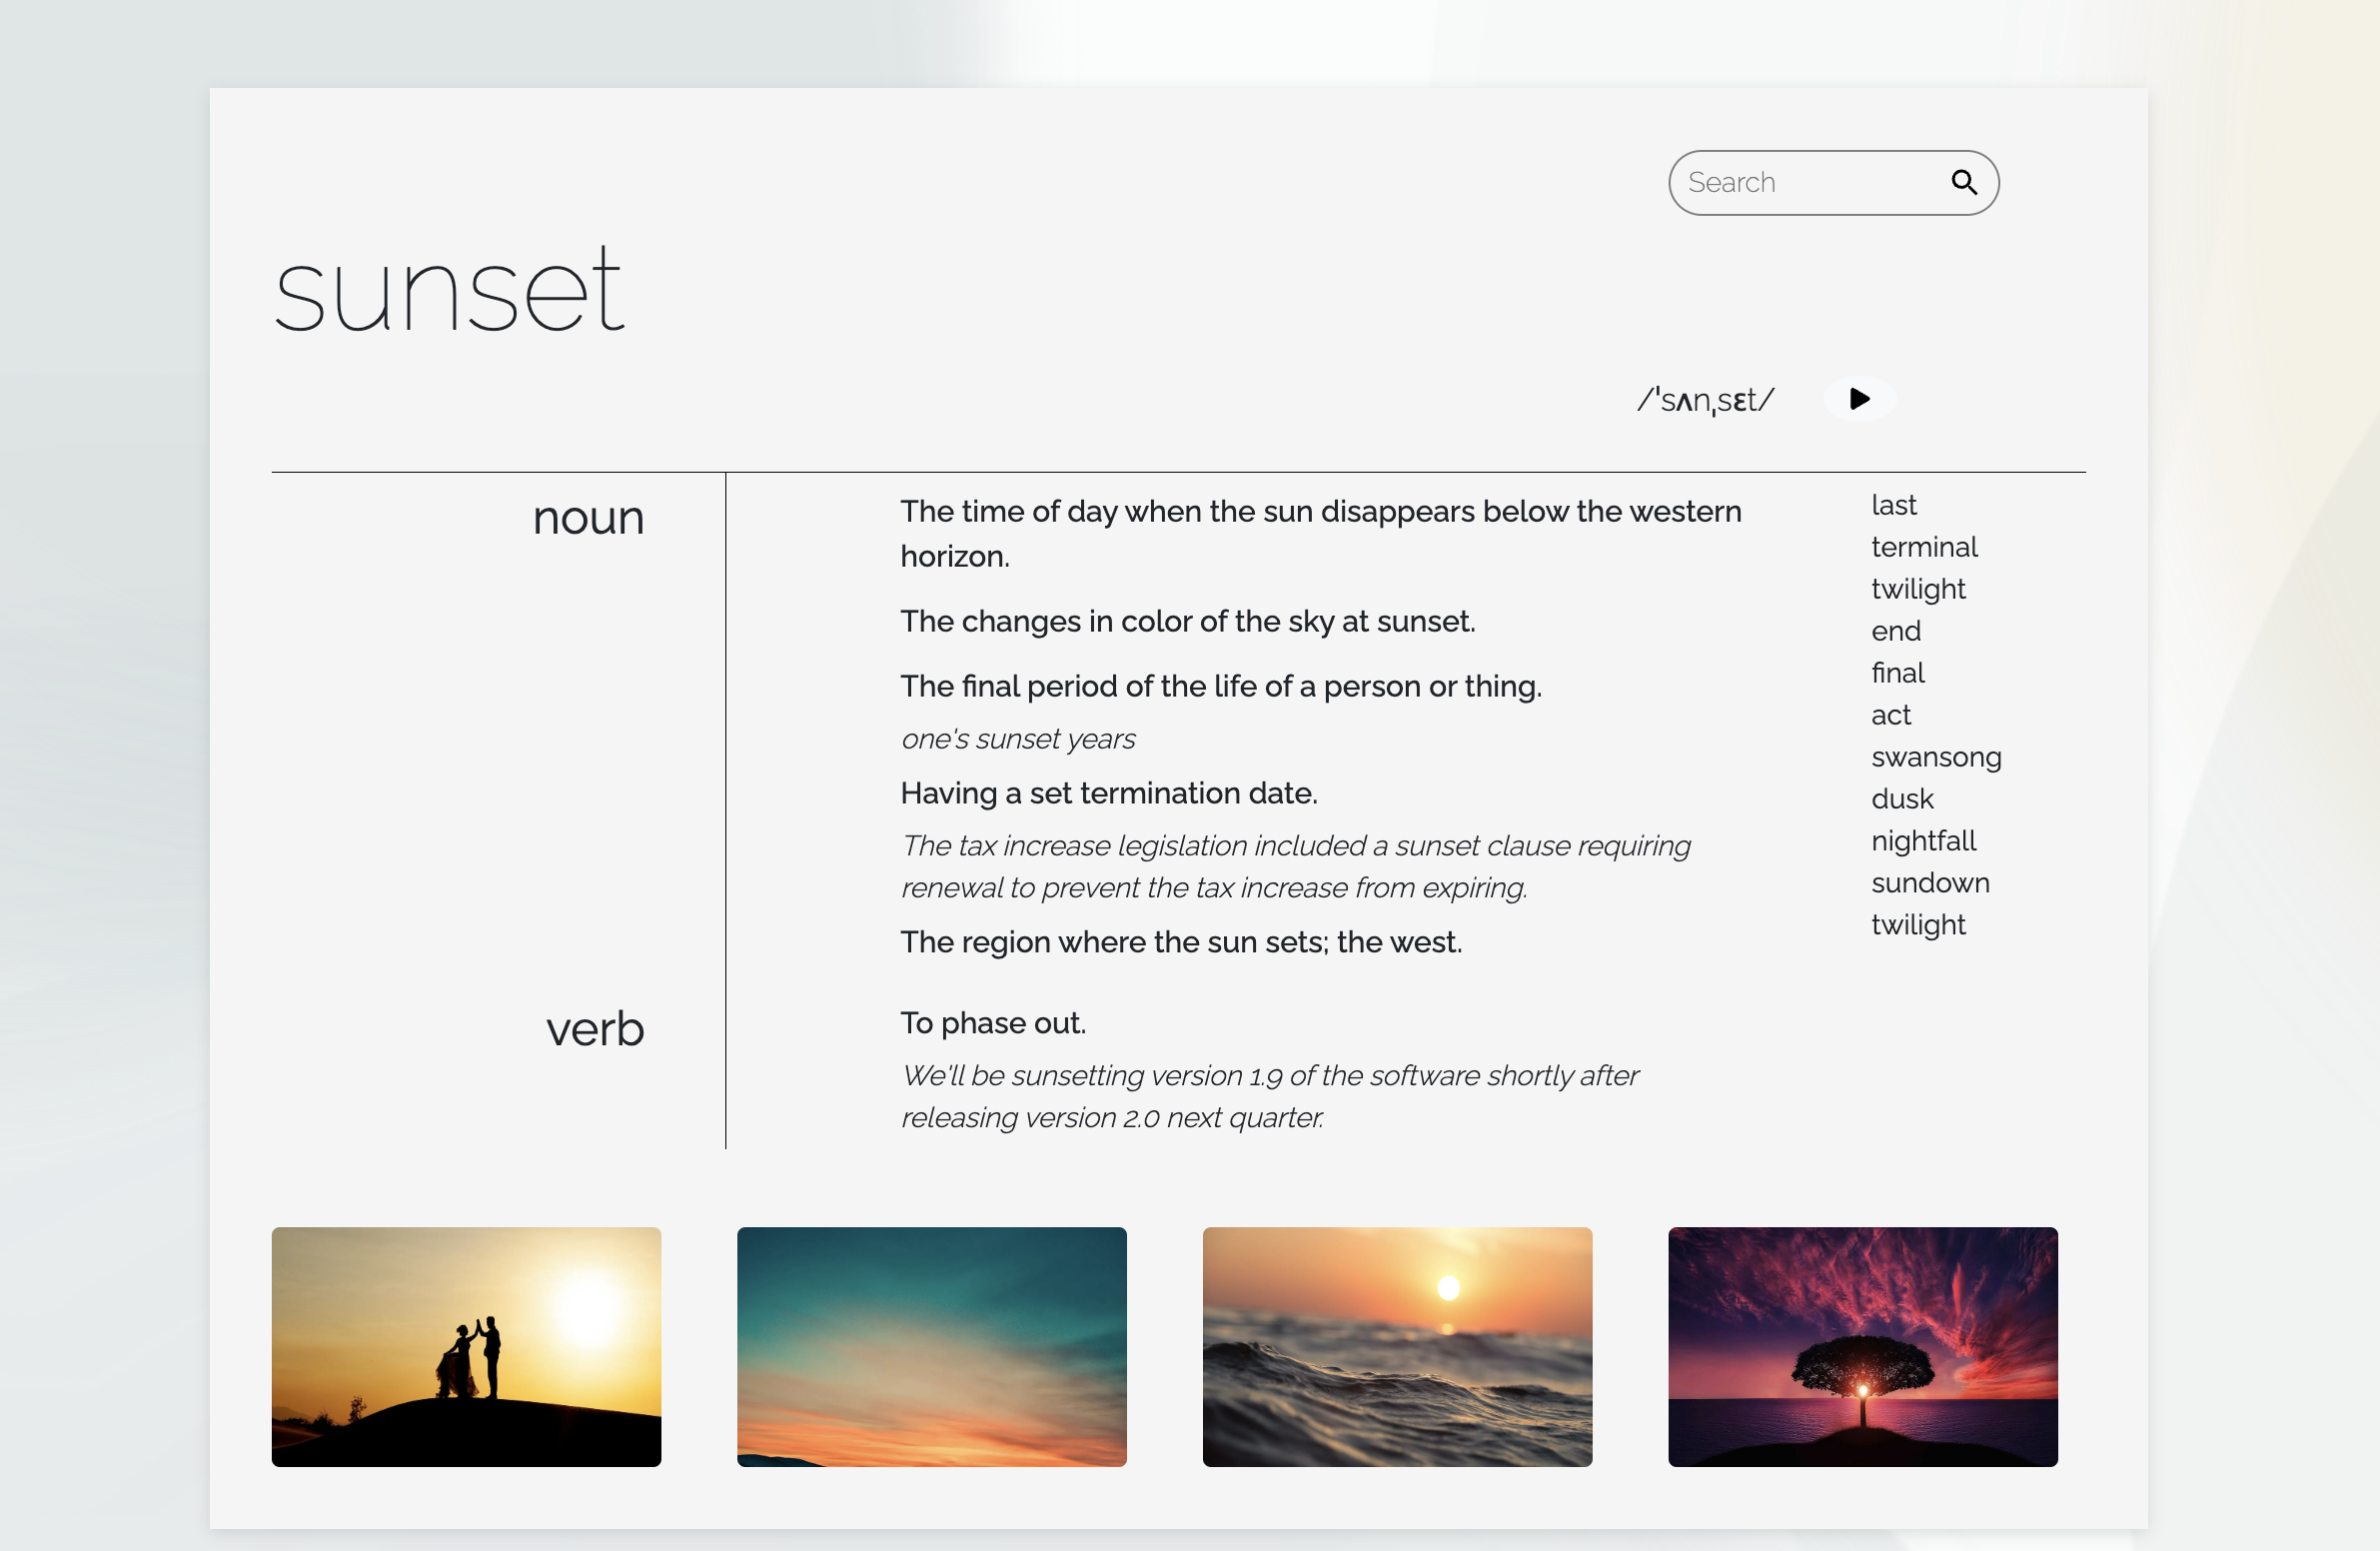 Search
sunset
/ˈsʌnˌsɛt/
noun
The time of day when the sun disappears below the western
horizon.
The changes in color of the sky at sunset.
The final period of the life of a person or thing.
one's sunset years
Having a set termination date.
The tax increase legislation included a sunset clause requiring
renewal to prevent the tax increase from expiring.
The region where the sun sets; the west.
last
terminal
twilight
end
final
act
swansong
dusk
nightfall
sundown
twilight
verb
To phase out.
We'll be sunsetting version 1.9 of the software shortly after
releasing version 2.0 next quarter.